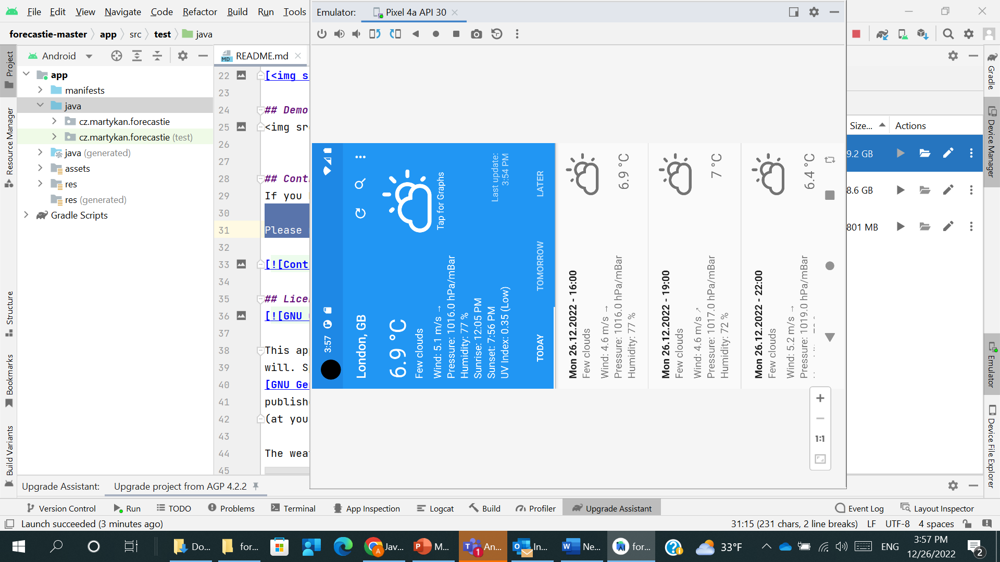 File Edit View Navigate Code Refactor Build Run Tools
Emulator: Pixel 4a API 30
forecastie-master app src test java
Android
README.md
Project
Resource Manager
Structure
Bookmarks
Build Variants
app
manifests
java
cz.martykan.forecastie
cz.martykan.forecastie (test)
java (generated)
assets
res
res (generated)
Gradle Scripts
22 [<img s
23
24 ## Demo
25 <img sr
26
27
28 ## Cont
29 If you
30
31 Please
32
33 [![Cont
34
35 ## Lice
36 [![GNU
37
38 This ap
39 will. S
40 [GNU Ge
41 publish
42 (at you
43
44 The wea
45
3:57
London, GB
6.9 °C
Few clouds
Wind: 5.1 m/s →
Pressure: 1016.0 hPa/mBar
Humidity: 77 %
Sunrise: 12:05 PM
Sunset: 7:56 PM
UV Index: 0.35 (Low)
Tap for Graphs
Last update:
3:54 PM
TODAY TOMORROW LATER
Mon 26.12.2022 - 16:00
Few clouds
6.9 °C
Wind: 4.6 m/s →
Pressure: 1016.0 hPa/mBar
Humidity: 77 %
Mon 26.12.2022 - 19:00
Few clouds
7 °C
Wind: 4.6 m/s ↗
Pressure: 1017.0 hPa/mBar
Humidity: 72 %
Mon 26.12.2022 - 22:00
Few clouds
6.4 °C
Wind: 5.2 m/s →
Pressure: 1019.0 hPa/mBar
1:1
Size... Actions
9.2 GB
8.6 GB
801 MB
Gradle
Device Manager
Emulator
Device File Explorer
Upgrade Assistant: Upgrade project from AGP 4.2.2
Version Control Run TODO Problems Terminal App Inspection Logcat Build Profiler Upgrade Assistant Event Log Layout Inspector
Launch succeeded (3 minutes ago) 31:15 (231 chars, 2 line breaks) LF UTF-8 4 spaces
Do... for... Jav... M... An... In... Ne... for... 33°F ENG
1
3:57 PM
12/26/2022
2